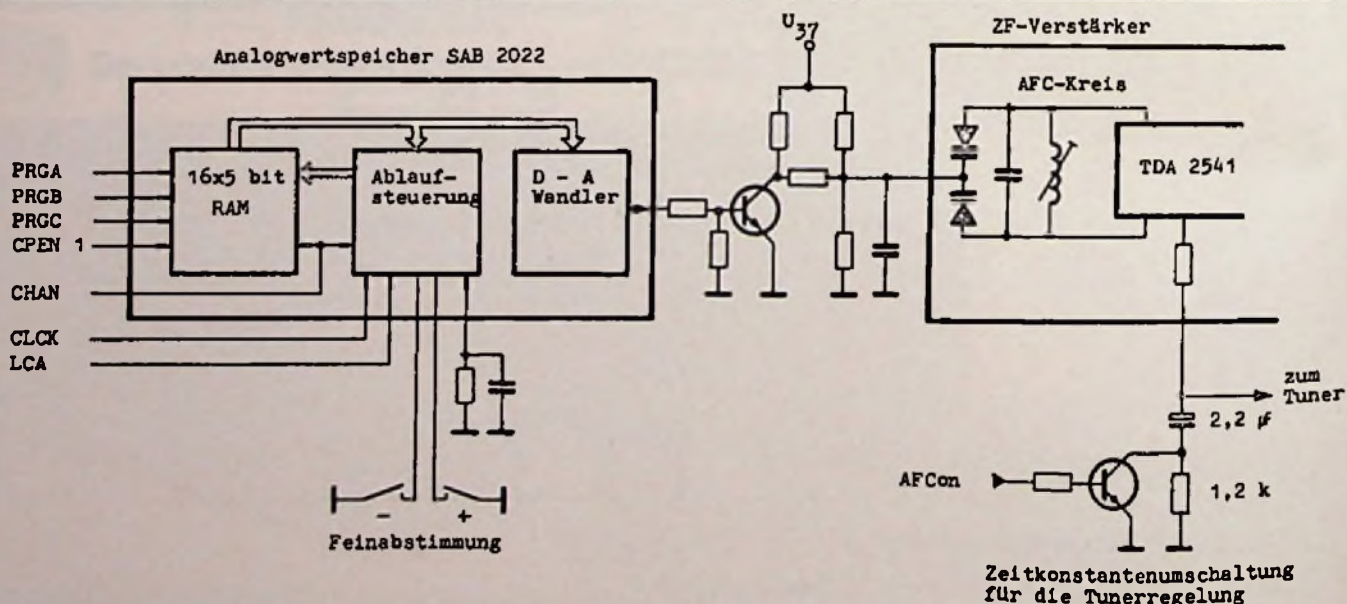 U37
ZF-Verstärker
Analogwertspeicher SAB 2022
AFC-Kreis
PRGA
PRGB
PRGC
CPEN 1
CHAN
CLCK
LCA
16x5 bit
RAM
Ablauf-
steuerung
D - A
Wandler
TDA 2541
- +
Feinabstimmung
zum
Tuner
2,2 µf
AFCon
1,2 k
Zeitkonstantenumschaltung
für die Tunerregelung